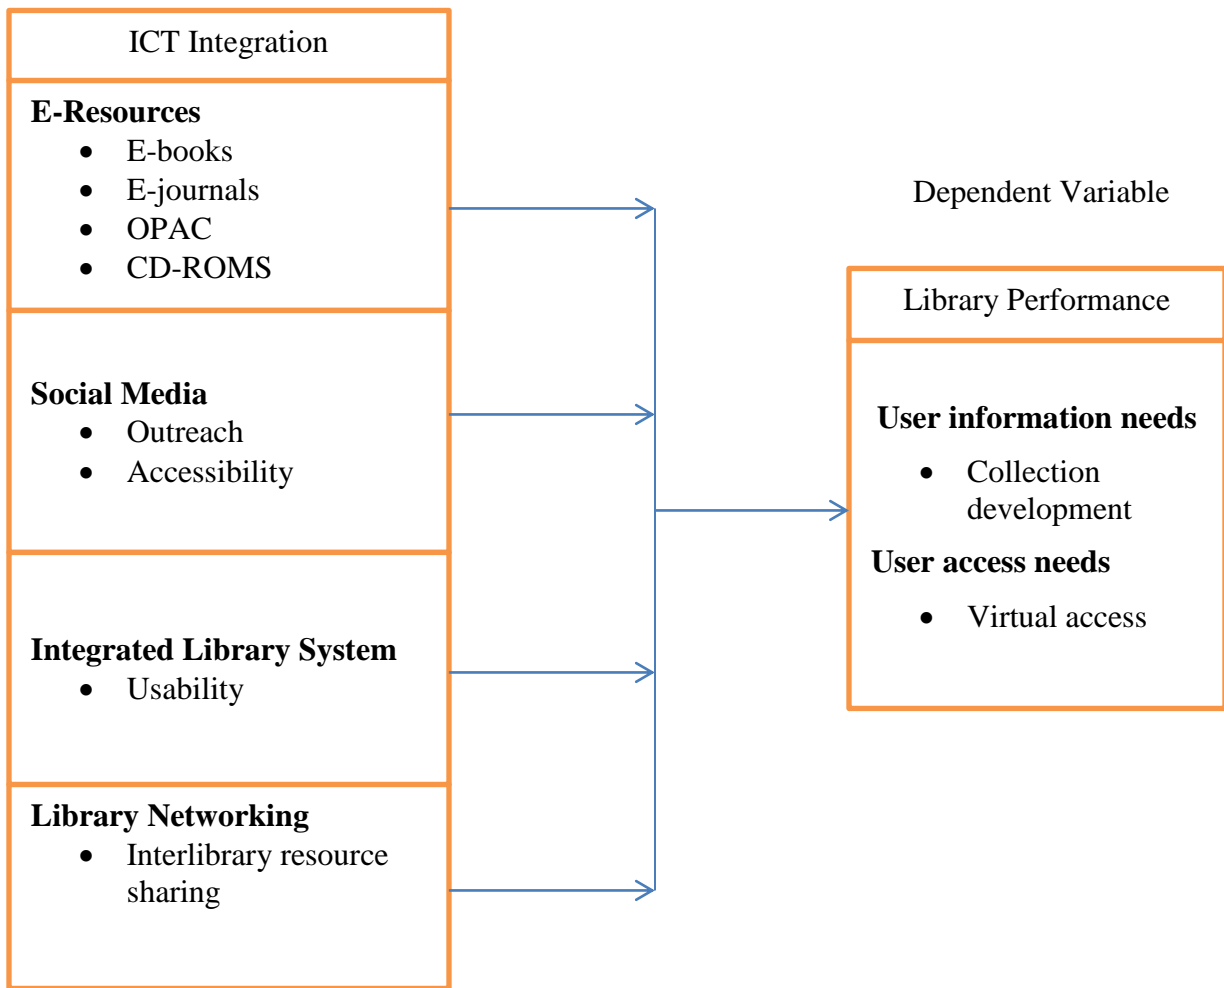 ICT Integration
E-Resources
• E-books
• E-journals
• OPAC
• CD-ROMS
Social Media
• Outreach
• Accessibility
Integrated Library System
• Usability
Library Networking
• Interlibrary resource
sharing
Dependent Variable
Library Performance
User information needs
• Collection
development
User access needs
• Virtual access